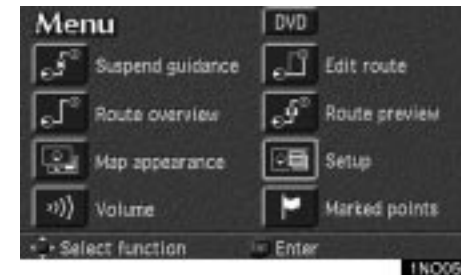 Menu DVD
Suspend guidance Edit route
Route overview Route preview
Map appearance Setup
Volume Marked points
Select function Enter
1NO09